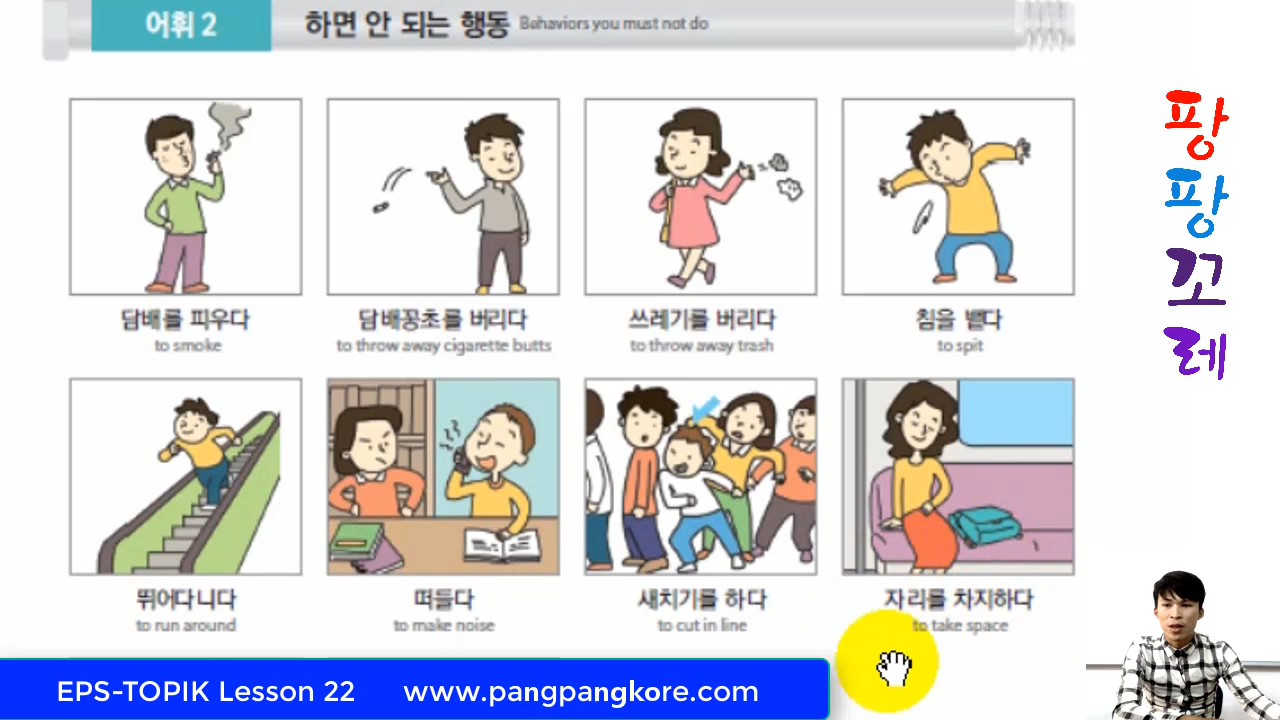 어휘 2
하면 안 되는 행동 Behaviors you must not do
담배를 피우다
to smoke
담배꽁초를 버리다
to throw away cigarette butts
쓰레기를 버리다
to throw away trash
침을 뱉다
to spit
뛰어다니다
to run around
떠들다
to make noise
새치기를 하다
to cut in line
자리를 차지하다
to take space
팡
팡
꼬
레
EPS-TOPIK Lesson 22 www.pangpangkore.com